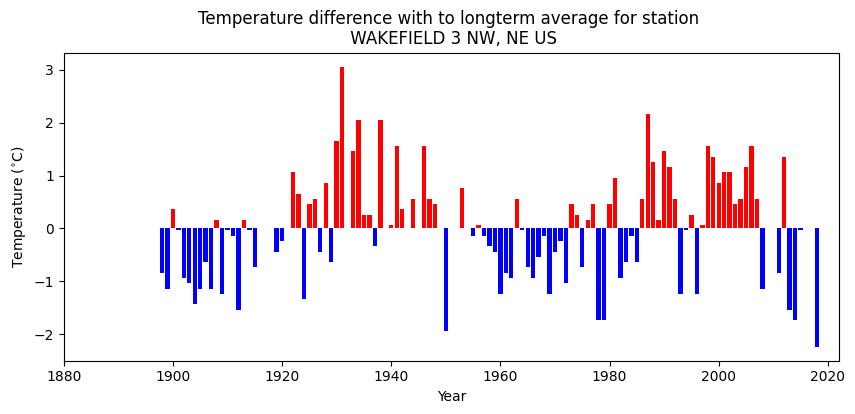 Temperature difference with to longterm average for station
WAKEFIELD 3 NW, NE US
3
2
1
0
−1
−2
Temperature (°C)
1880 1900 1920 1940 1960 1980 2000 2020
Year